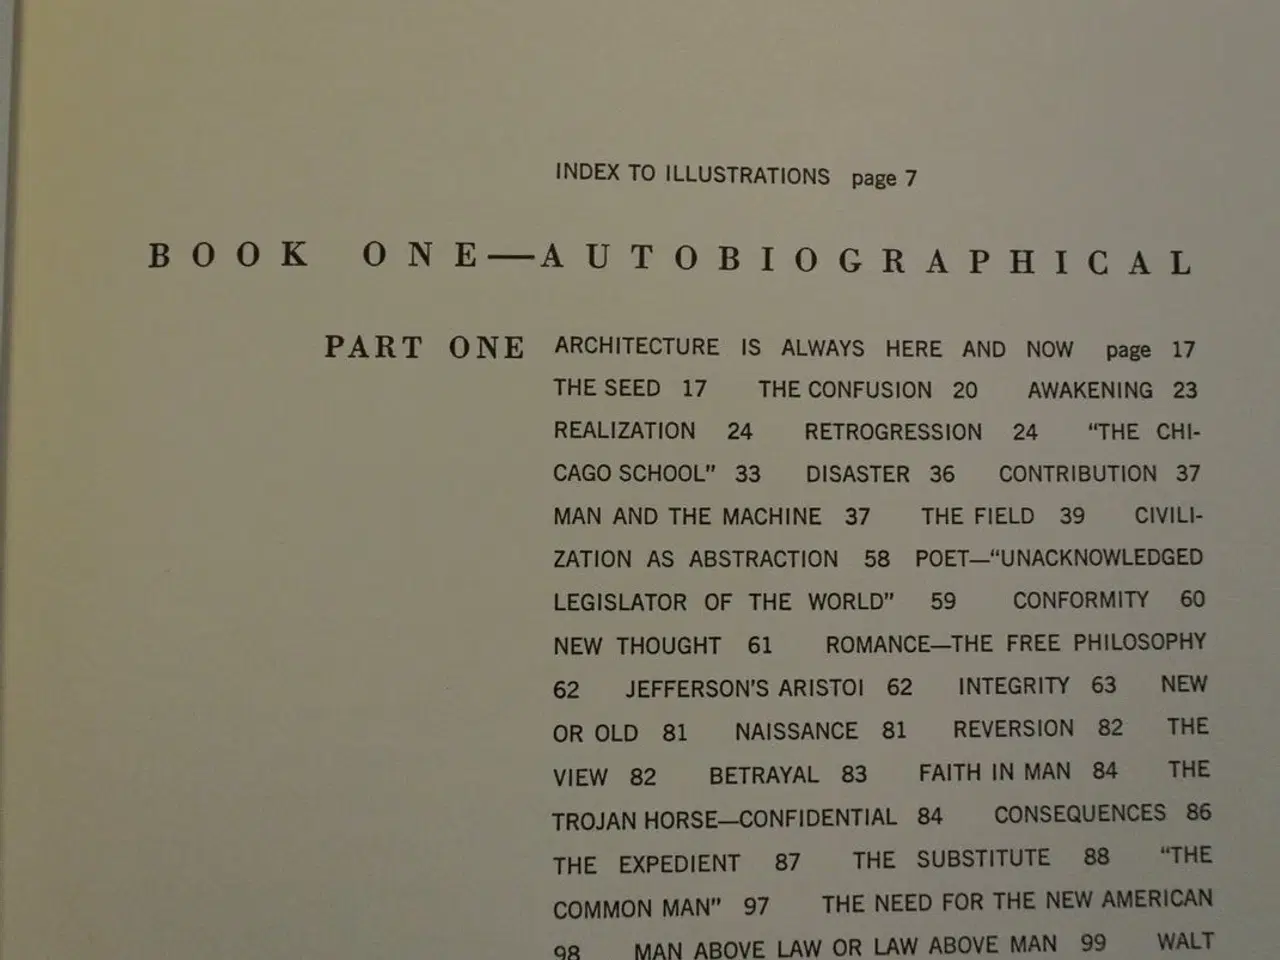 INDEX TO ILLUSTRATIONS page 7
BOOK ONE—AUTOBIOGRAPHICAL
PART ONE ARCHITECTURE IS ALWAYS HERE AND NOW page 17
THE SEED 17 THE CONFUSION 20 AWAKENING 23
REALIZATION 24 RETROGRESSION 24 “THE CHI-
CAGO SCHOOL” 33 DISASTER 36 CONTRIBUTION 37
MAN AND THE MACHINE 37 THE FIELD 39 CIVILI-
ZATION AS ABSTRACTION 58 POET—“UNACKNOWLEDGED
LEGISLATOR OF THE WORLD” 59 CONFORMITY 60
NEW THOUGHT 61 ROMANCE—THE FREE PHILOSOPHY
62 JEFFERSON'S ARISTOI 62 INTEGRITY 63 NEW
OR OLD 81 NAISSANCE 81 REVERSION 82 THE
VIEW 82 BETRAYAL 83 FAITH IN MAN 84 THE
TROJAN HORSE—CONFIDENTIAL 84 CONSEQUENCES 86
THE EXPEDIENT 87 THE SUBSTITUTE 88 “THE
COMMON MAN” 97 THE NEED FOR THE NEW AMERICAN
98 MAN ABOVE LAW OR LAW ABOVE MAN 99 WALT